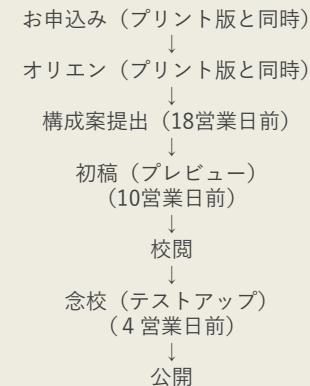 お申込み（プリント版と同時）
↓
オリエン（プリント版と同時）
↓
構成案提出（18営業日前）
↓
初稿（プレビュー）
（10営業日前）
↓
校閲
↓
念校（テストアップ）
（４営業日前）
↓
公開